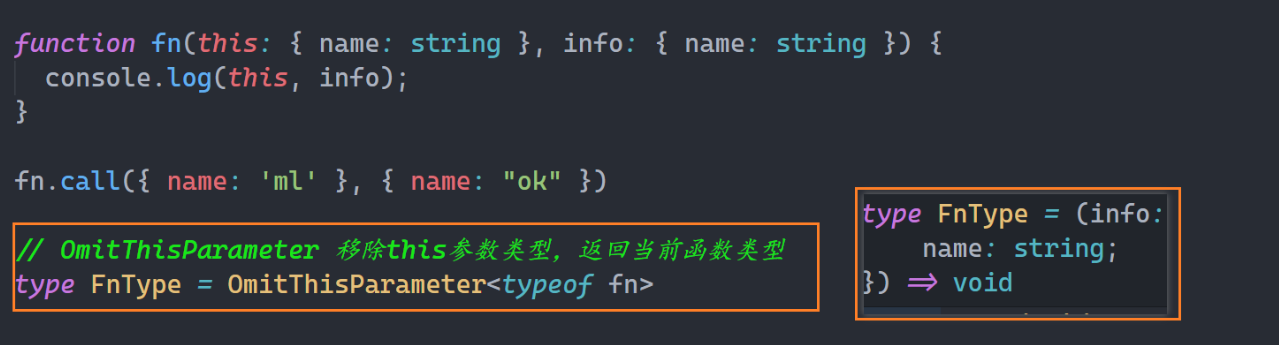 function fn(this: { name: string }, info: { name: string }) {
  console.log(this, info);
}
fn.call({ name: 'ml' }, { name: "ok" })
// OmitThisParameter 移除this参数类型，返回当前函数类型
type FnType = OmitThisParameter<typeof fn>
type FnType = (info:
    name: string;
}) => void